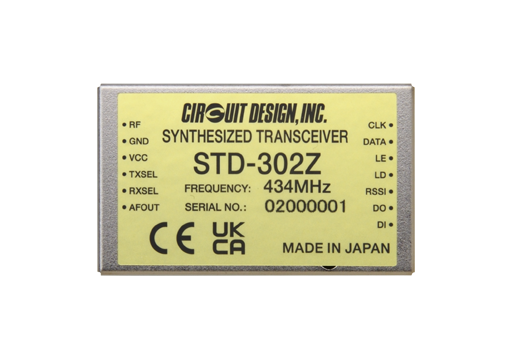 CIRCUIT DESIGN, INC.
SYNTHESIZED TRANSCEIVER
STD-302Z
FREQUENCY: 434MHz
SERIAL NO.: 02000001
• RF
• GND
• VCC
• TXSEL
• RXSEL
• AFOUT
CLK •
DATA •
LE •
LD •
RSSI •
DO •
DI •
CE UK
CA
MADE IN JAPAN